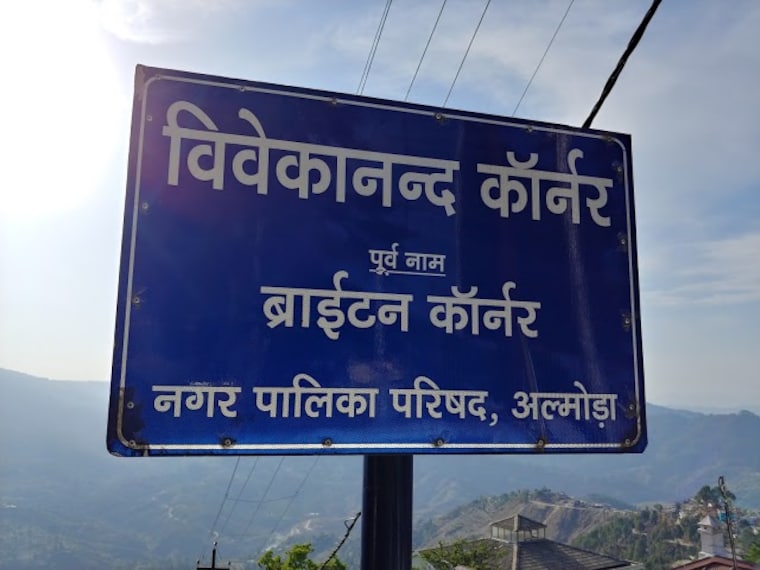 विवेकानन्द कॉर्नर
पूर्व नाम
ब्राईटन कॉर्नर
नगर पालिका परिषद, अल्मोड़ा